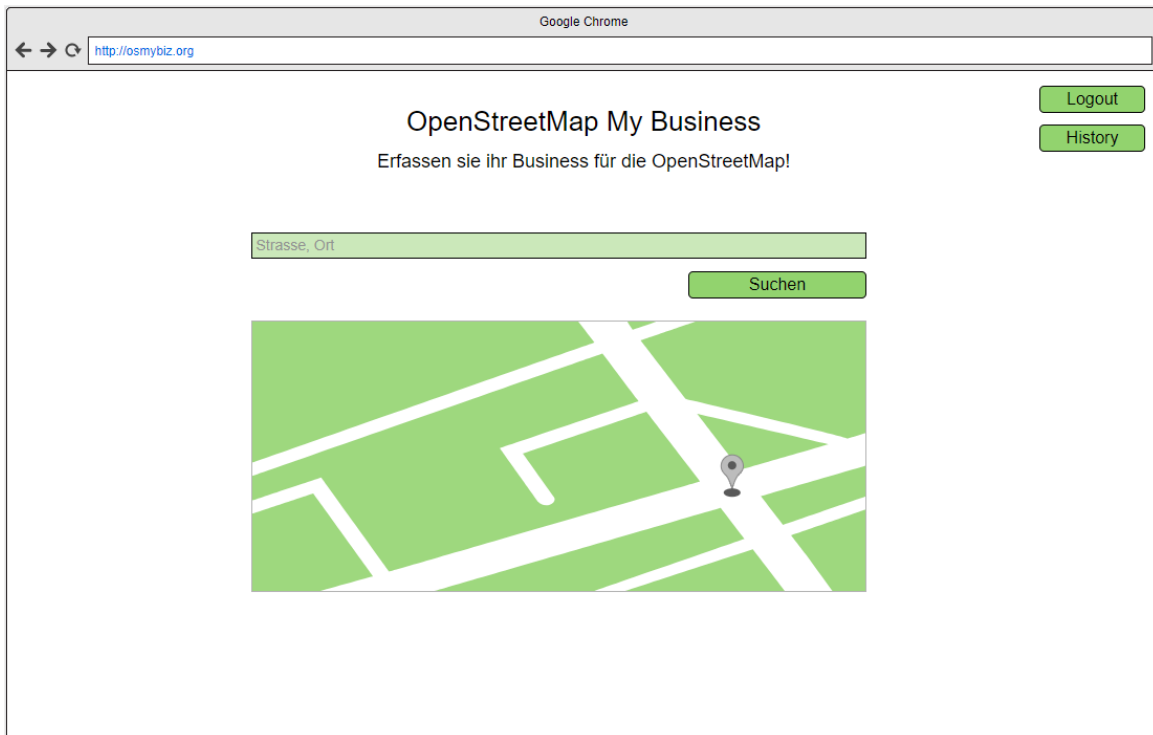 Google Chrome
http://osmybiz.org
Logout
OpenStreetMap My Business
History
Erfassen sie ihr Business für die OpenStreetMap!
Strasse, Ort
Suchen